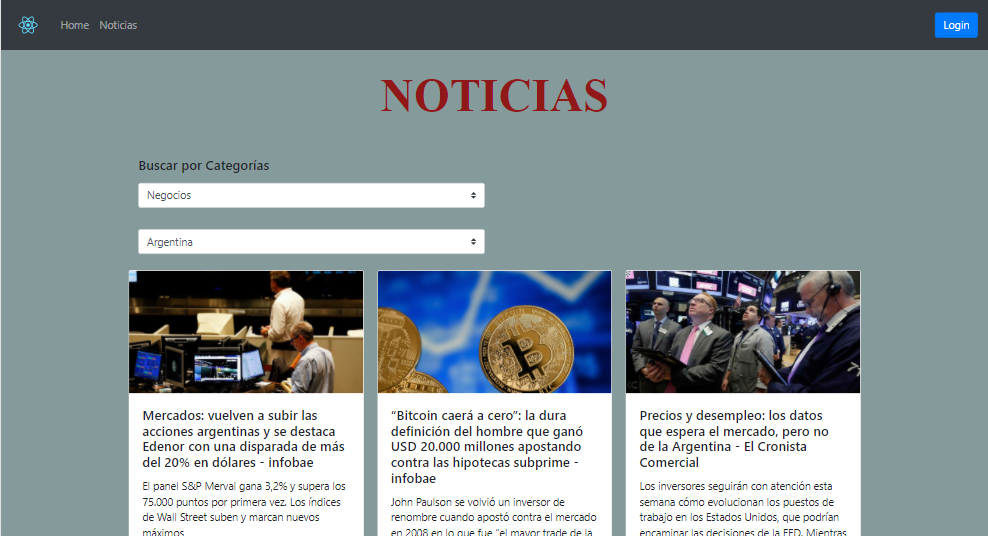 Home Noticias Login
NOTICIAS
Buscar por Categorías
Negocios
Argentina
Mercados: vuelven a subir las
acciones argentinas y se destaca
Edenor con una disparada de más
del 20% en dólares - infobae
El panel S&P Merval gana 3,2% y supera los
75.000 puntos por primera vez. Los índices
de Wall Street suben y marcan nuevos
máximos
“Bitcoin caerá a cero”: la dura
definición del hombre que ganó
USD 20.000 millones apostando
contra las hipotecas subprime -
infobae
John Paulson se volvió un inversor de
renombre cuando apostó contra el mercado
en 2008 en lo que fue “el mayor trade de la
Precios y desempleo: los datos
que espera el mercado, pero no
de la Argentina - El Cronista
Comercial
Los inversores seguirán con atención esta
semana cómo evolucionan los puestos de
trabajo en los Estados Unidos, que podrían
encaminar las decisiones de la FED. Mientras